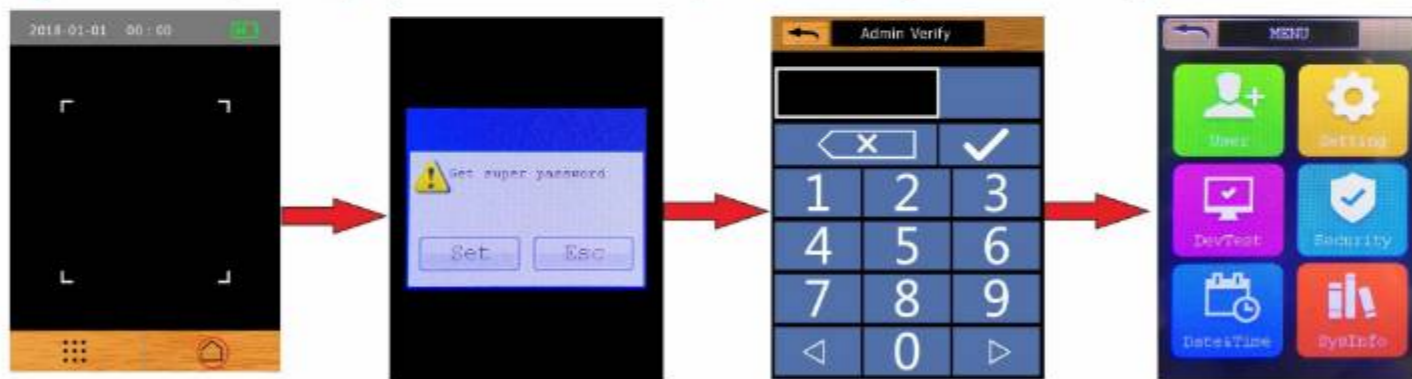 2018-01-01 00:00
Get super password
Set Esc
Admin Verify
1 2 3
4 5 6
7 8 9
0
MENU
User Setting
DevTest Security
Date&Time SysInfo